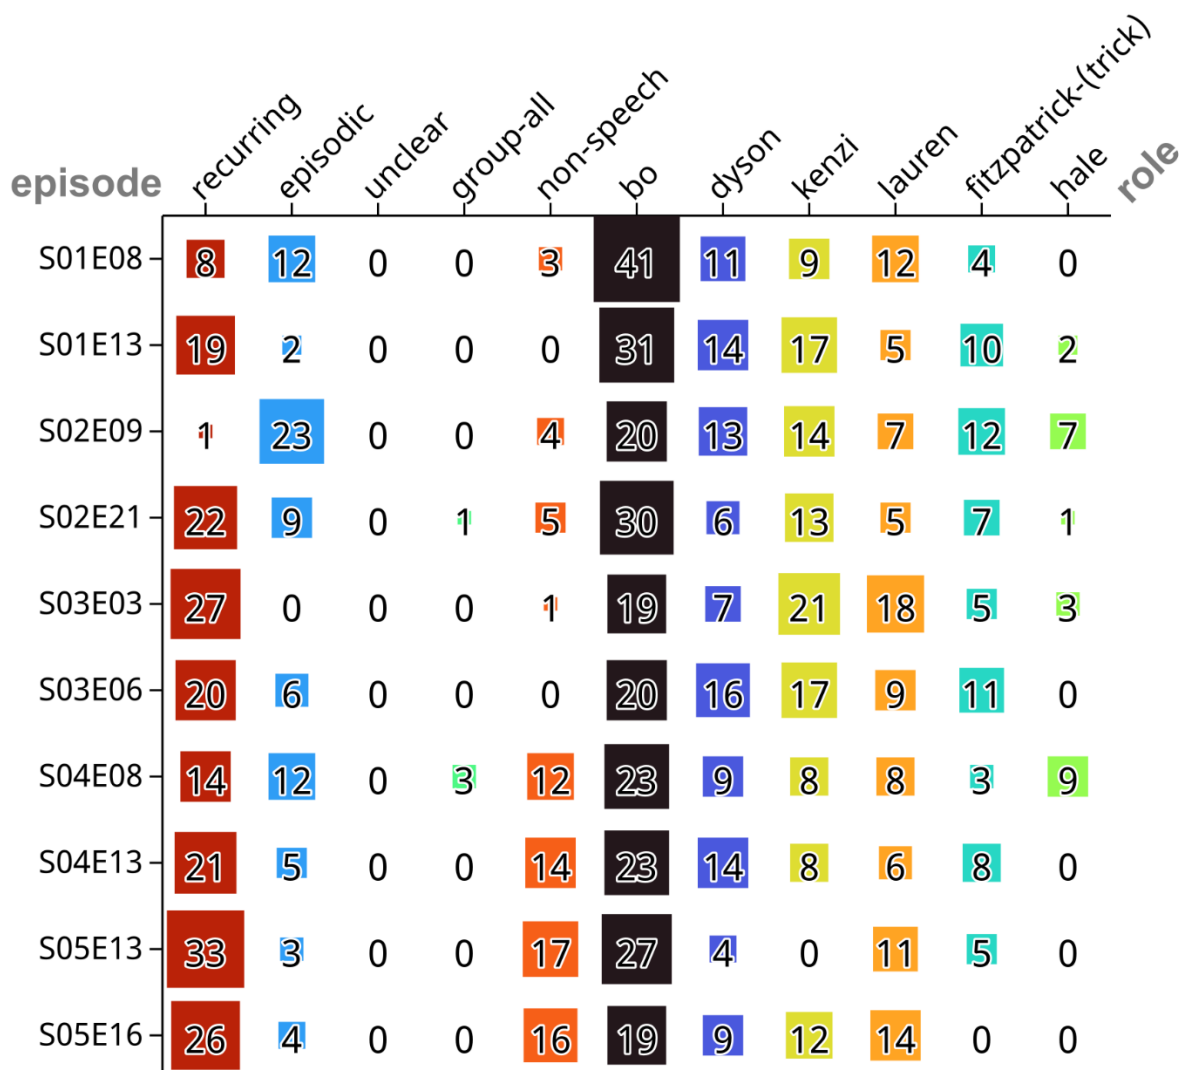 episode recurring episodic unclear group-all non-speech bo dyson kenzi lauren fitzpatrick-(trick) hale role
S01E08 8 12 0 0 3 41 11 9 12 4 0
S01E13 19 2 0 0 0 31 14 17 5 10 2
S02E09 1 23 0 0 4 20 13 14 7 12 7
S02E21 22 9 0 1 5 30 6 13 5 7 1
S03E03 27 0 0 0 1 19 7 21 18 5 3
S03E06 20 6 0 0 0 20 16 17 9 11 0
S04E08 14 12 0 3 12 23 9 8 8 3 9
S04E13 21 5 0 0 14 23 14 8 6 8 0
S05E13 33 3 0 0 17 27 4 0 11 5 0
S05E16 26 4 0 0 16 19 9 12 14 0 0